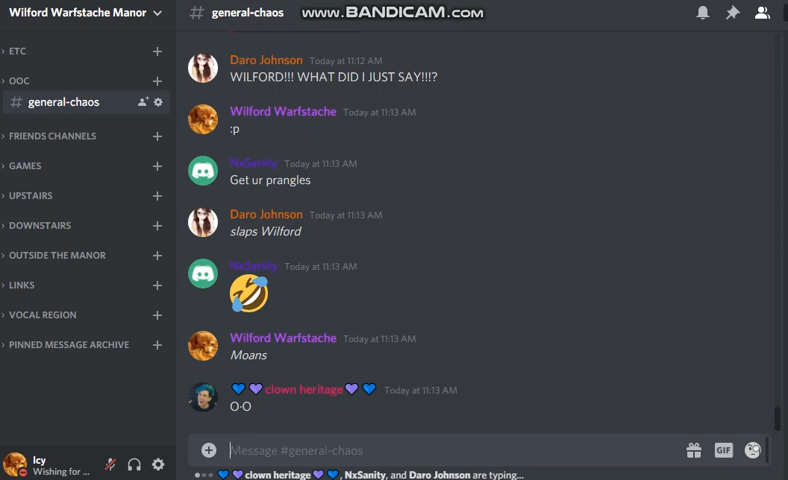 Wilford Warfstache Manor
ETC
OOC
general-chaos
FRIENDS CHANNELS
GAMES
UPSTAIRS
DOWNSTAIRS
OUTSIDE THE MANOR
LINKS
VOCAL REGION
PINNED MESSAGE ARCHIVE
Icy
Wishing for ...
# general-chaos
www.BANDICAM.com
Daro Johnson Today at 11:12 AM
WILFORD!!! WHAT DID I JUST SAY!!!?
Wilford Warfstache Today at 11:13 AM
:p
NxSanity Today at 11:13 AM
Get ur prangles
Daro Johnson Today at 11:13 AM
slaps Wilford
NxSanity Today at 11:13 AM
Wilford Warfstache Today at 11:13 AM
Moans
💙💜clown heritage💜💙 Today at 11:13 AM
O-O
Message #general-chaos
GIF
💙💜clown heritage💜💙, NxSanity, and Daro Johnson are typing...